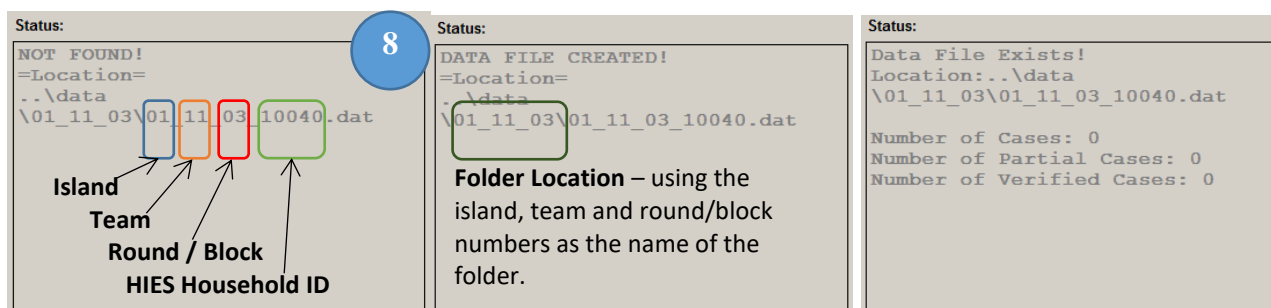 Status:
NOT FOUND!
=Location=
..\data
\01_11_03\01_11_03_10040.dat
Island
Team
Round / Block
HIES Household ID
8
Status:
DATA FILE CREATED!
=Location=
..\data
\01_11_03\01_11_03_10040.dat
Folder Location – using the
island, team and round/block
numbers as the name of the
folder.
Status:
Data File Exists!
Location:..\data
\01_11_03\01_11_03_10040.dat
Number of Cases: 0
Number of Partial Cases: 0
Number of Verified Cases: 0